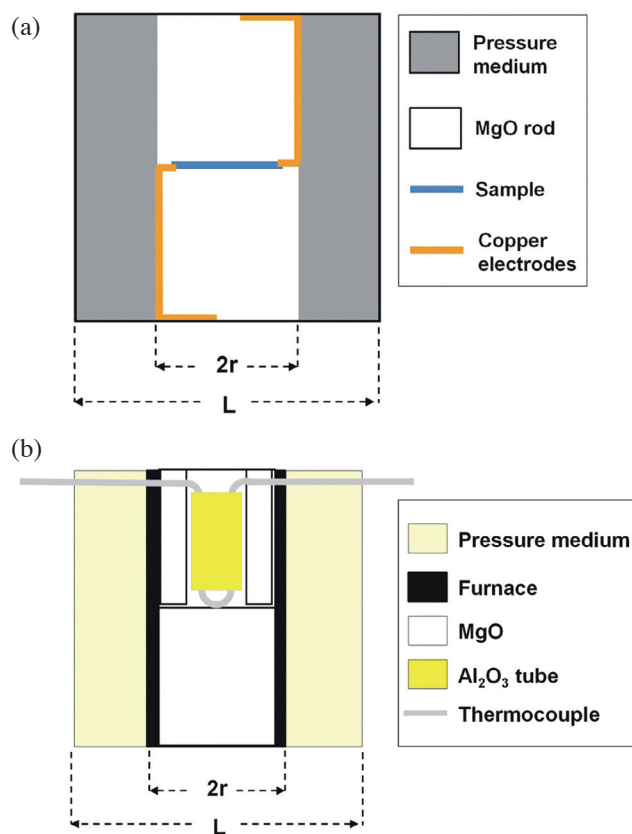 (a)
Pressure
medium
MgO rod
Sample
Copper
electrodes
2r
L
(b)
Pressure medium
Furnace
MgO
Al₂O₃ tube
Thermocouple
2r
L